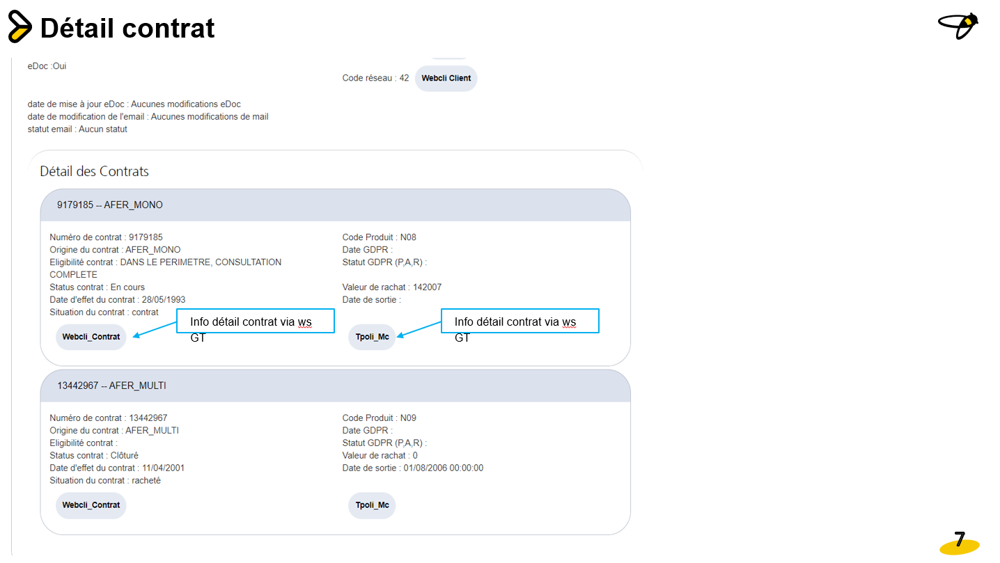 Détail contrat
eDoc :Oui
Code réseau : 42 Webcli Client
date de mise à jour eDoc : Aucunes modifications eDoc
date de modification de l'email : Aucunes modifications de mail
statut email : Aucun statut
Détail des Contrats
9179185 -- AFER_MONO
Numéro de contrat : 9179185
Origine du contrat : AFER_MONO
Eligibilité contrat : DANS LE PERIMETRE, CONSULTATION
COMPLETE
Status contrat : En cours
Date d'effet du contrat : 28/05/1993
Situation du contrat : contrat
Code Produit : N08
Date GDPR :
Statut GDPR (P,A,R) :
Valeur de rachat : 142007
Date de sortie :
Webcli_Contrat
Info détail contrat via ws
GT
Tpoli_Mc
Info détail contrat via ws
GT
13442967 -- AFER_MULTI
Numéro de contrat : 13442967
Origine du contrat : AFER_MULTI
Eligibilité contrat :
Status contrat : Clôturé
Date d'effet du contrat : 11/04/2001
Situation du contrat : racheté
Code Produit : N09
Date GDPR :
Statut GDPR (P,A,R) :
Valeur de rachat : 0
Date de sortie : 01/08/2006 00:00:00
Webcli_Contrat
Tpoli_Mc
7